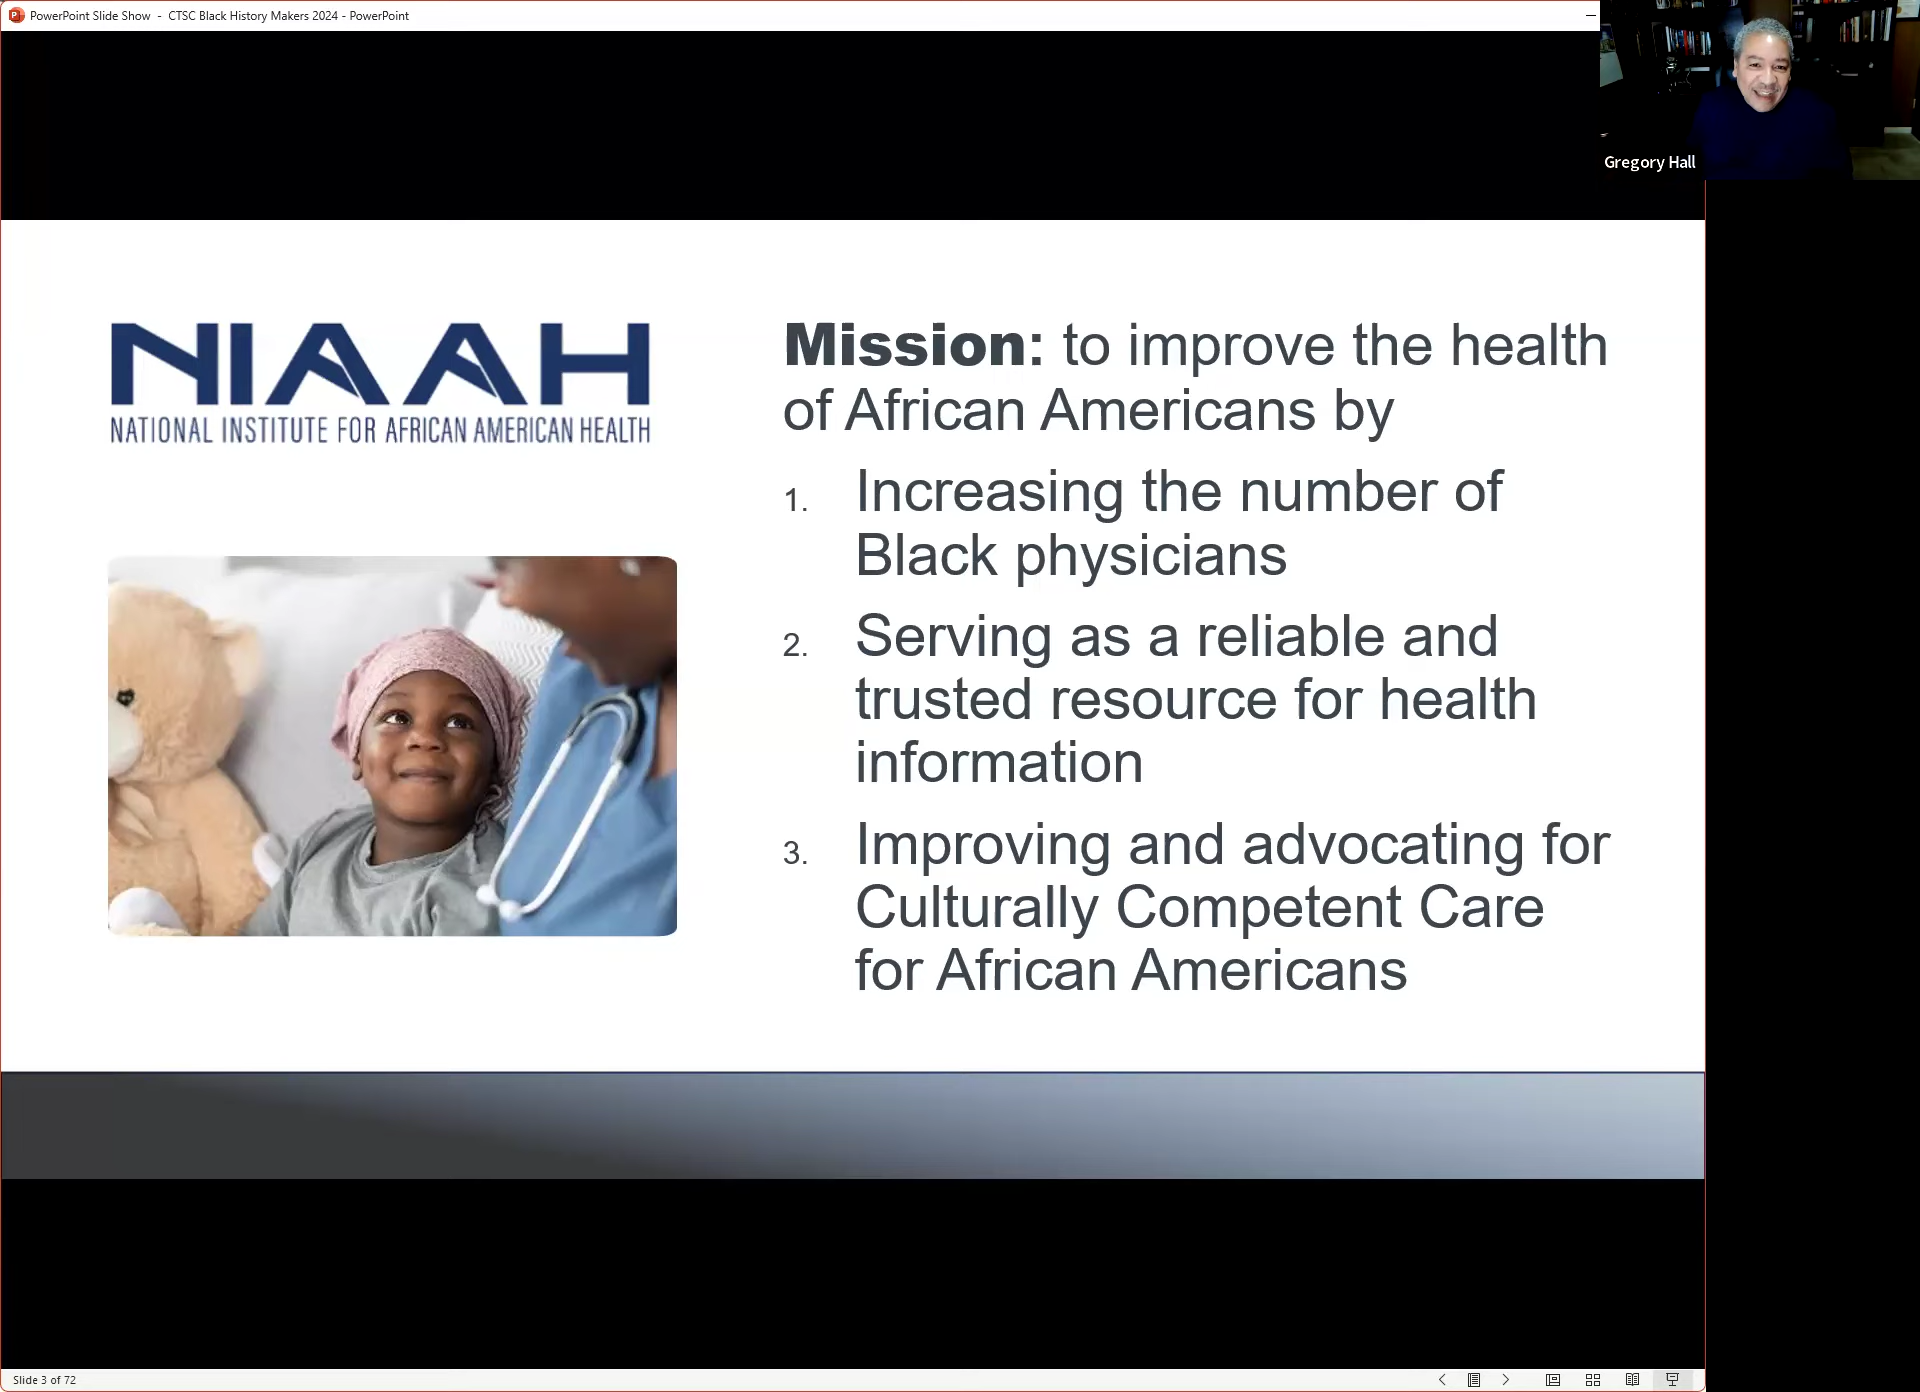 PowerPoint Slide Show - CTSC Black History Makers 2024 - PowerPoint
Gregory Hall
NIAAH
NATIONAL INSTITUTE FOR AFRICAN AMERICAN HEALTH
Mission: to improve the health
of African Americans by
1. Increasing the number of
Black physicians
2. Serving as a reliable and
trusted resource for health
information
3. Improving and advocating for
Culturally Competent Care
for African Americans
Slide 3 of 72